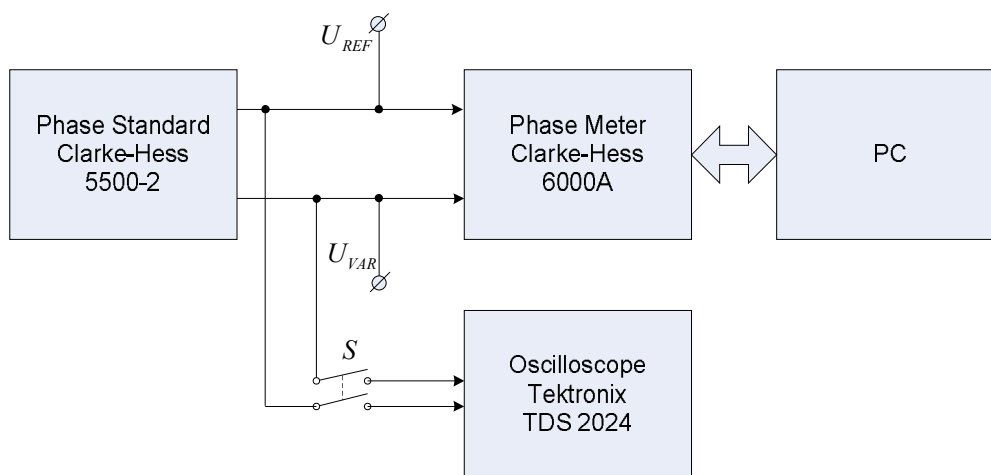 U_REF
Phase Standard
Clarke-Hess
5500-2
Phase Meter
Clarke-Hess
6000A
PC
U_VAR
S
Oscilloscope
Tektronix
TDS 2024